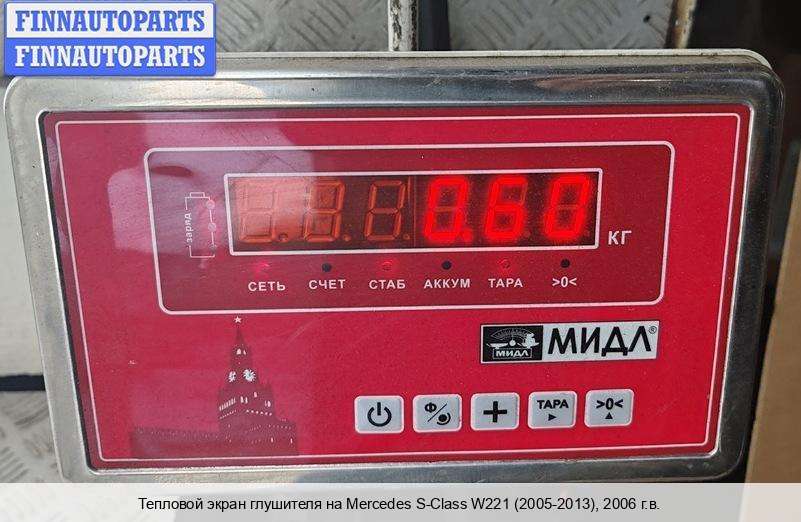 FINNAUTOPARTS
FINNAUTOPARTS
заряд
0.60
КГ
СЕТЬ СЧЕТ СТАБ АККУМ ТАРА >0<
МИДЛ МИДЛ®
Ф ТАРА >0<
Тепловой экран глушителя на Mercedes S-Class W221 (2005-2013), 2006 г.в.